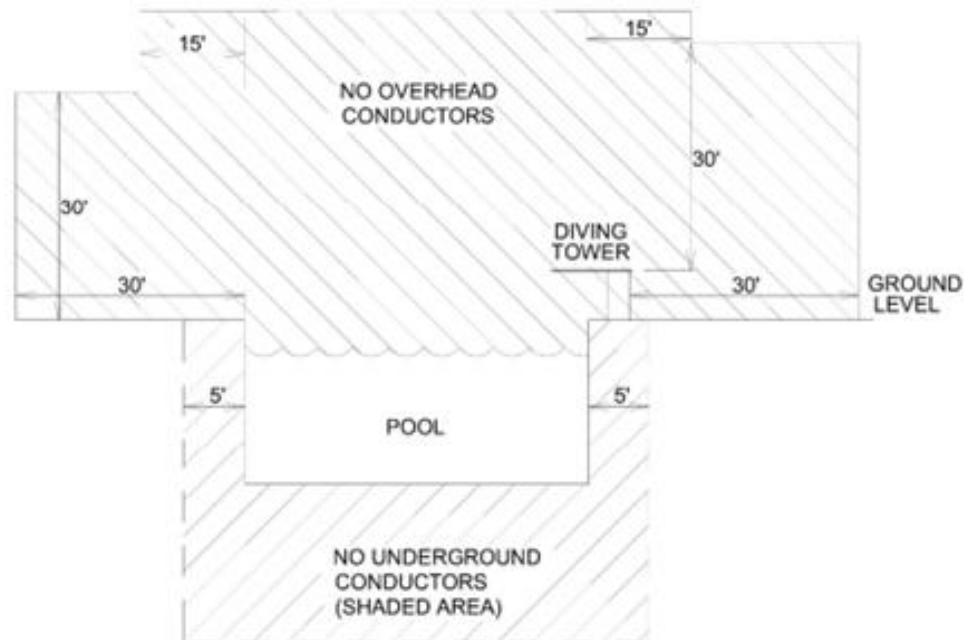 15'
15'
NO OVERHEAD
CONDUCTORS
30'
30'
DIVING
TOWER
30'
30'
GROUND
LEVEL
5'
5'
POOL
NO UNDERGROUND
CONDUCTORS
(SHADED AREA)